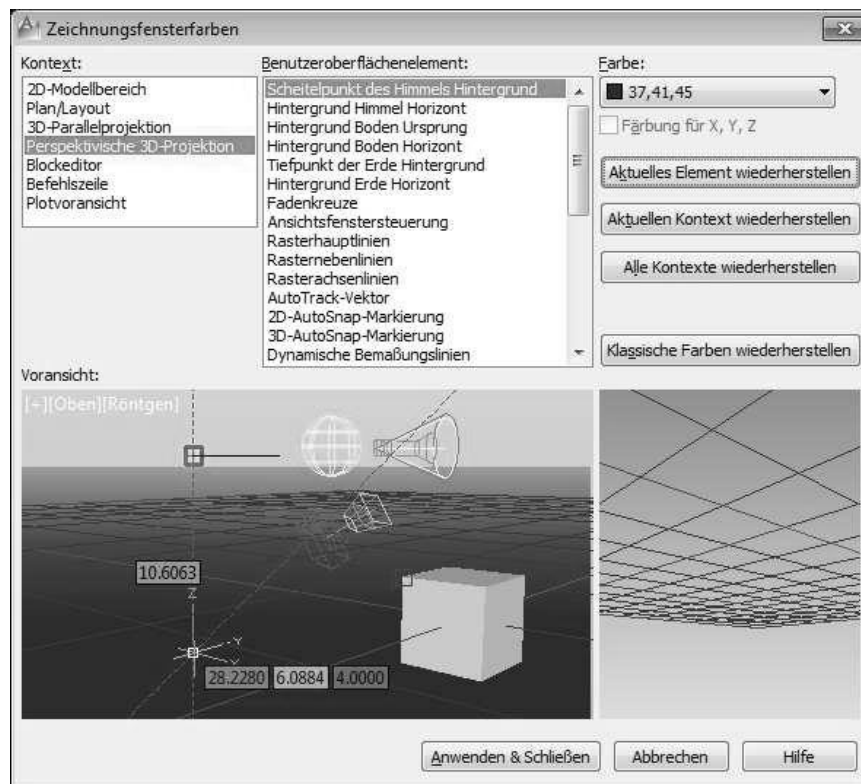 Zeichnungsfensterfarben
Kontext:
2D-Modellbereich
Plan/Layout
3D-Parallelprojektion
Perspektivische 3D-Projektion
Blockeditor
Befehlszeile
Plotvoransicht
Benutzeroberflächenelement:
Scheitelpunkt des Himmels Hintergrund
Hintergrund Himmel Horizont
Hintergrund Boden Ursprung
Hintergrund Boden Horizont
Tiefpunkt der Erde Hintergrund
Hintergrund Erde Horizont
Fadenkreuze
Ansichtsfenstersteuerung
Rasterhauptlinien
Rasternebenlinien
Rasterachsenlinien
AutoTrack-Vektor
2D-AutoSnap-Markierung
3D-AutoSnap-Markierung
Dynamische Bemaßungslinien
Farbe:
37,41,45
Färbung für X, Y, Z
Aktuelles Element wiederherstellen
Aktuellen Kontext wiederherstellen
Alle Kontexte wiederherstellen
Klassische Farben wiederherstellen
Voransicht:
[+][Oben][Röntgen]
10.6063
Z
Y
28.2280 6.0884 4.0000
Anwenden & Schließen
Abbrechen
Hilfe